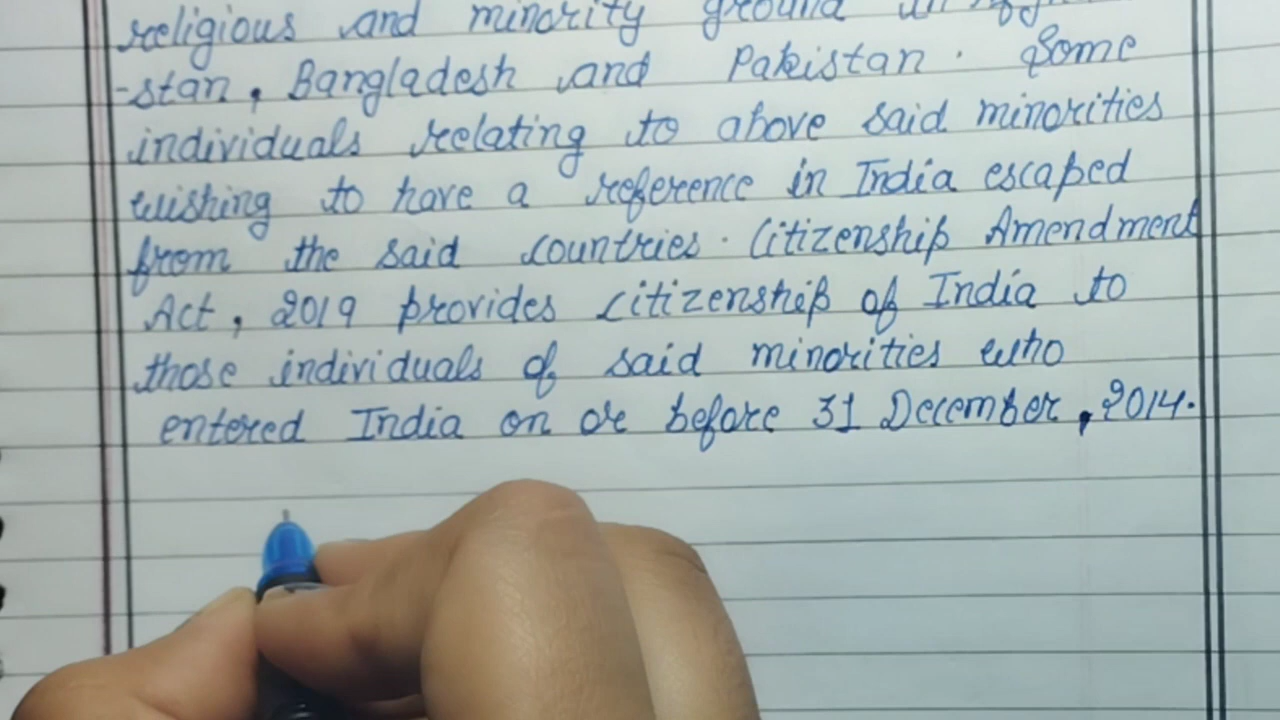 religious and minority ground in
-stan, Bangladesh and Pakistan. Some
individuals relating to above said minorities
wishing to have a reference in India escaped
from the said countries. Citizenship Amendment
Act, 2019 provides citizenship of India to
those individuals of said minorities who
entered India on or before 31 December, 2014.